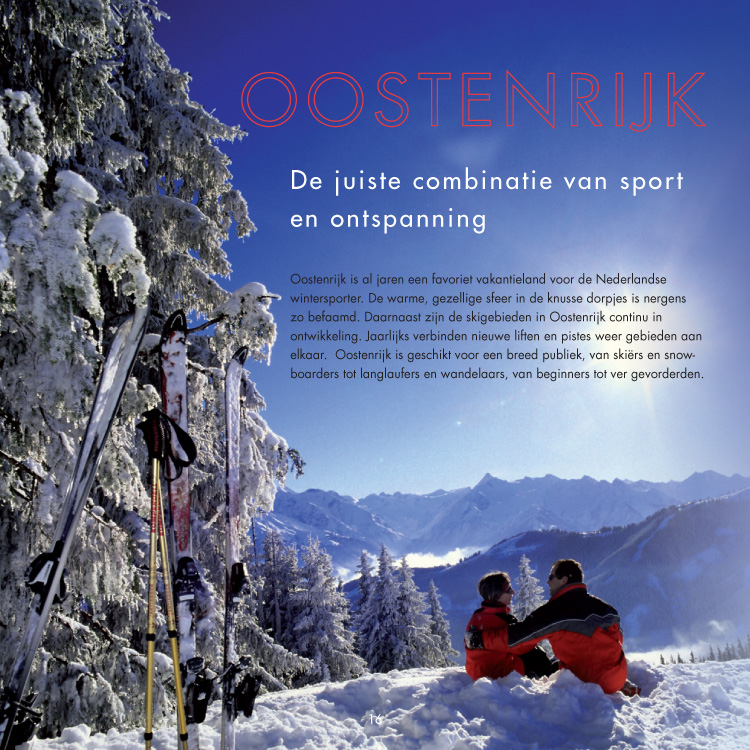 OOSTENRIJK
De juiste combinatie van sport
en ontspanning
Oostenrijk is al jaren een favoriet vakantieland voor de Nederlandse
wintersporter. De warme, gezellige sfeer in de knusse dorpjes is nergens
zo befaamd. Daarnaast zijn de skigebieden in Oostenrijk continu in
ontwikkeling. Jaarlijks verbinden nieuwe liften en pistes weer gebieden aan
elkaar.  Oostenrijk is geschikt voor een breed publiek, van skiërs en snow-
boarders tot langlaufers en wandelaars, van beginners tot ver gevorderden.
16